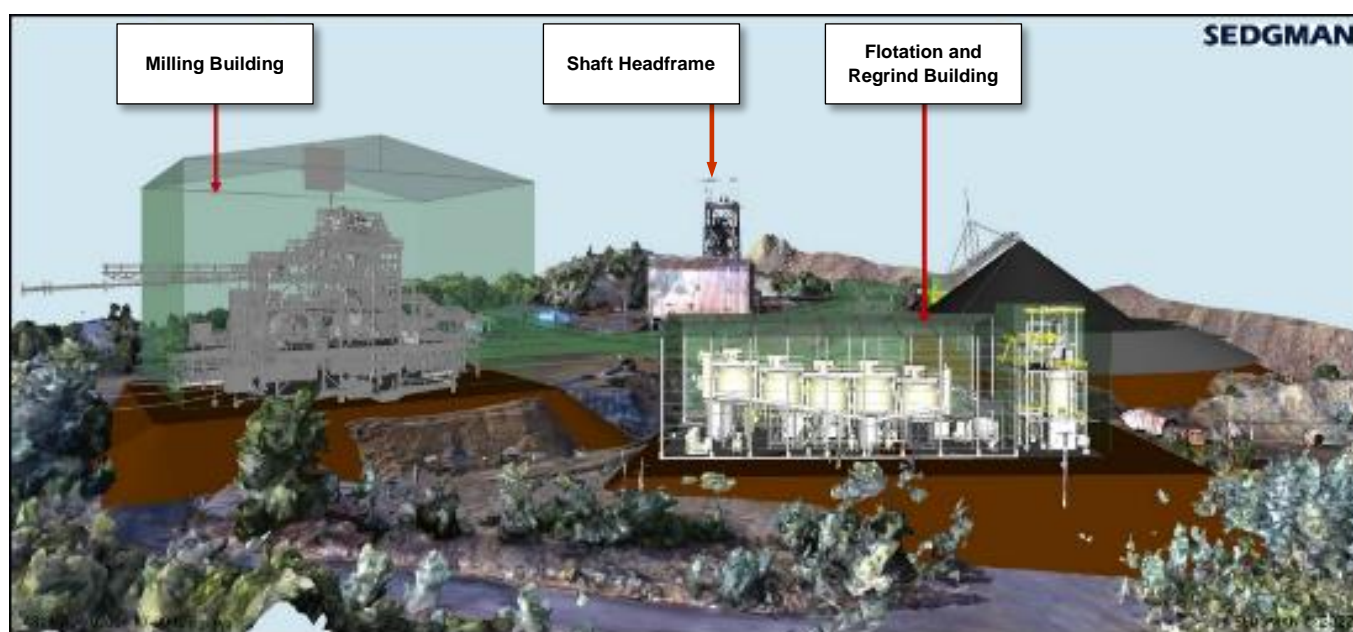 SEDGMAN
Milling Building
Shaft Headframe
Flotation and
Regrind Building